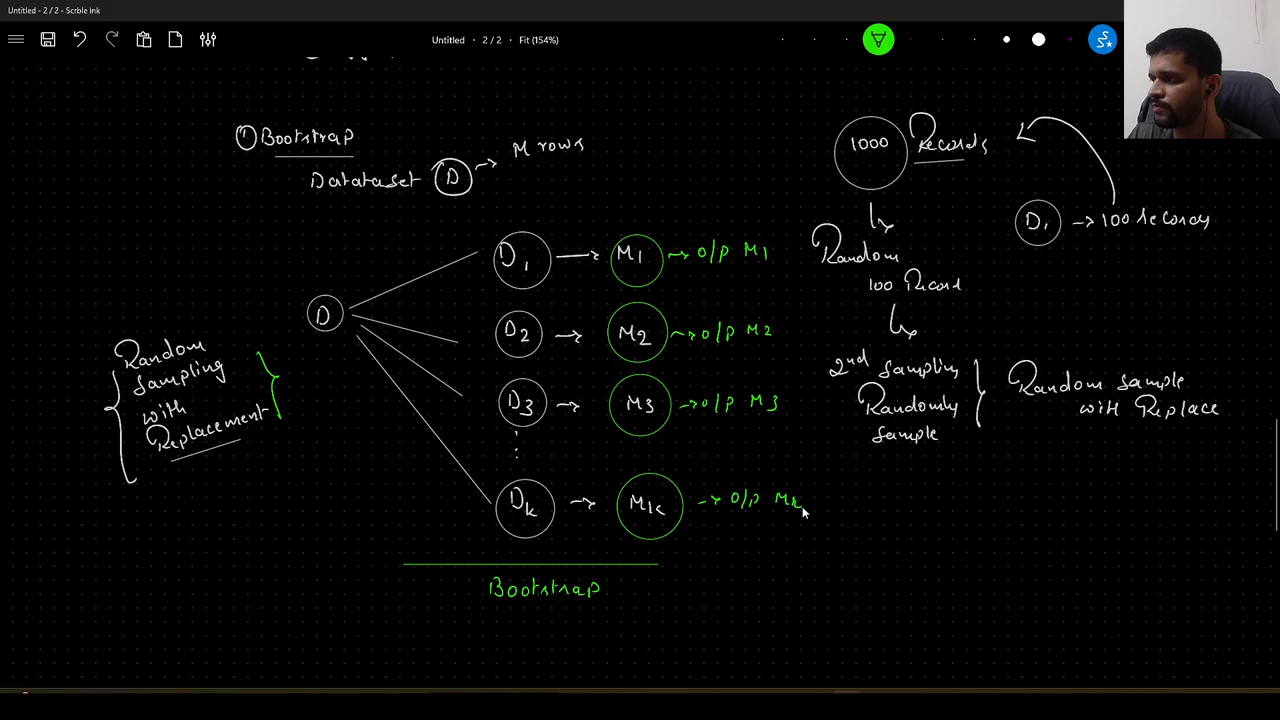 Untitled - 2 / 2 - Scrble Ink
Untitled • 2 / 2 • Fit (154%)
① Bootstrap
Datataset D → M rows
D
D1 → M1 → O/P M1
D2 → M2 → O/P M2
D3 → M3 → O/P M3
Dk → Mk → O/P Mk
Bootstrap
Random
Sampling
with
Replacement
1000 Records
D1 → 100 records
Random
100 Record
2nd Sampling
Randomly
Sample
Random sample
with Replace